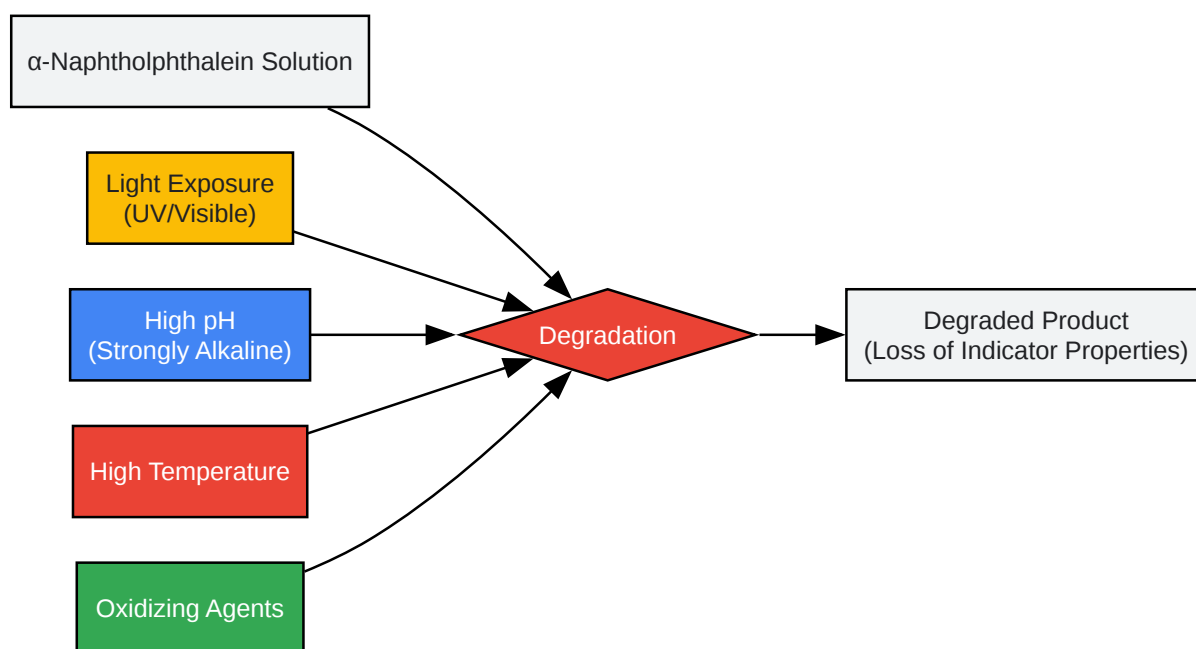 α-Naphtholphthalein Solution
Light Exposure
(UV/Visible)
High pH
(Strongly Alkaline)
High Temperature
Oxidizing Agents
Degradation
Degraded Product
(Loss of Indicator Properties)